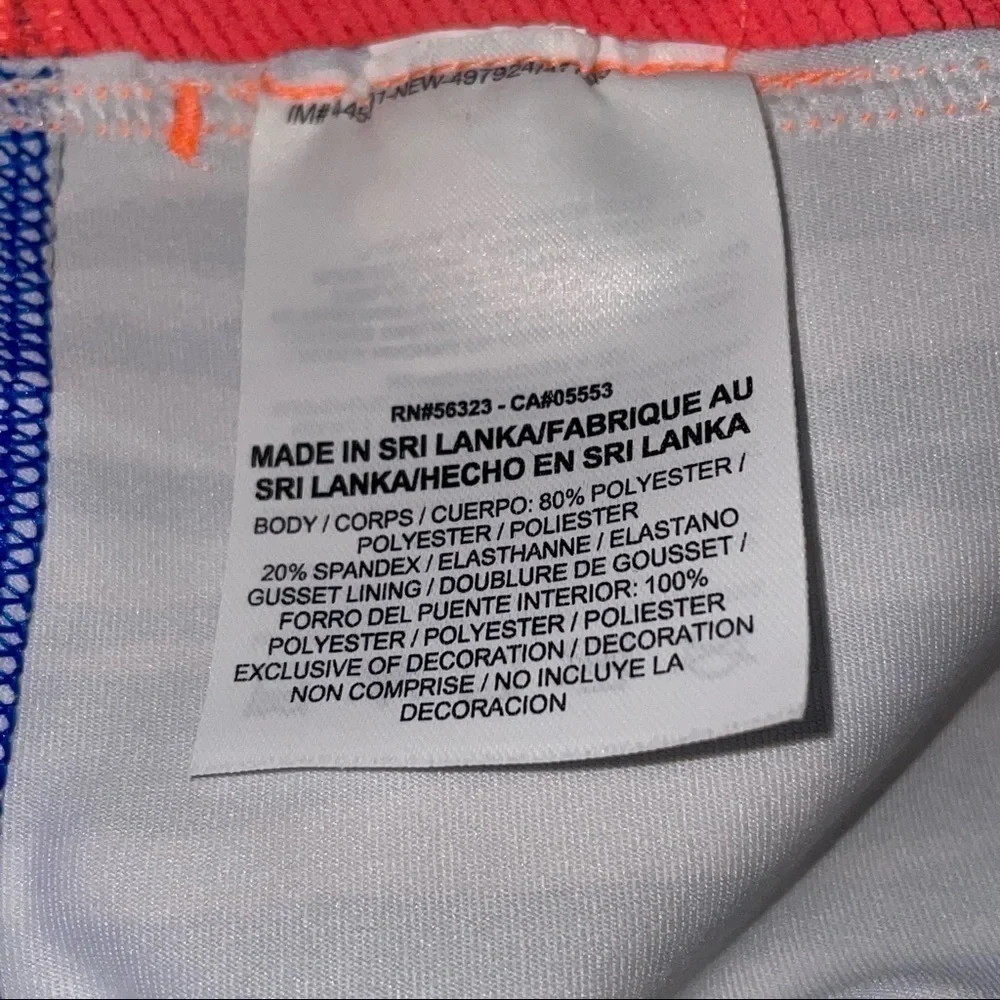 RN#56323 - CA#05553
MADE IN SRI LANKA/FABRIQUE AU
SRI LANKA/HECHO EN SRI LANKA
BODY / CORPS / CUERPO: 80% POLYESTER /
POLYESTER / POLIESTER
20% SPANDEX / ELASTHANNE / ELASTANO
GUSSET LINING / DOUBLURE DE GOUSSET /
FORRO DEL PUENTE INTERIOR: 100%
POLYESTER / POLYESTER / POLIESTER
EXCLUSIVE OF DECORATION / DECORATION
NON COMPRISE / NO INCLUYE LA
DECORACION